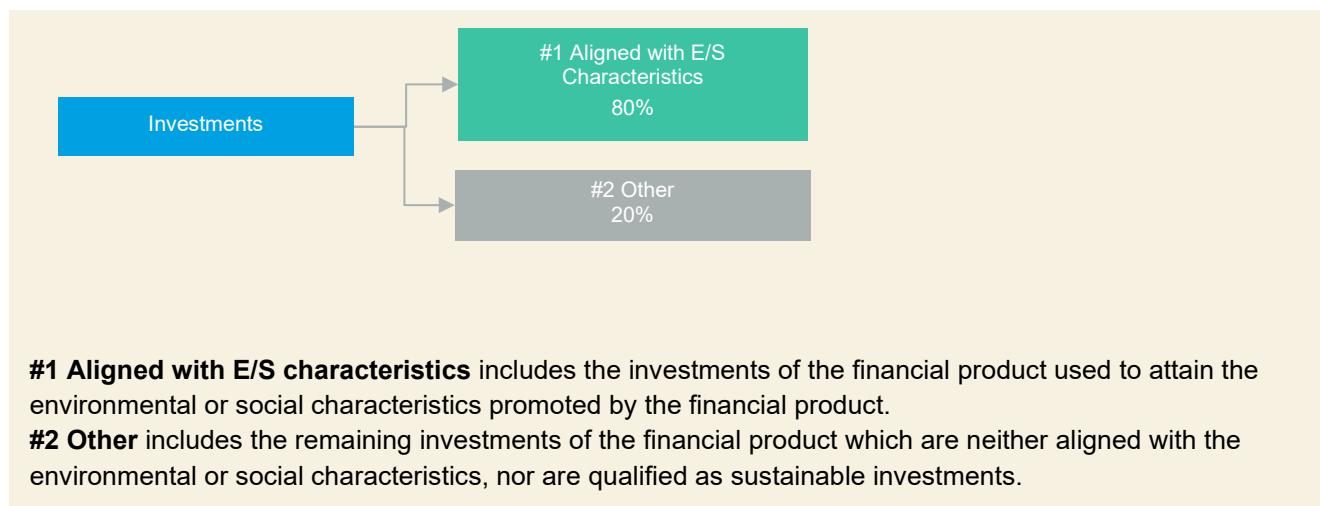 #1 Aligned with E/S
Characteristics
80%
Investments
#2 Other
20%
#1 Aligned with E/S characteristics includes the investments of the financial product used to attain the
environmental or social characteristics promoted by the financial product.
#2 Other includes the remaining investments of the financial product which are neither aligned with the
environmental or social characteristics, nor are qualified as sustainable investments.